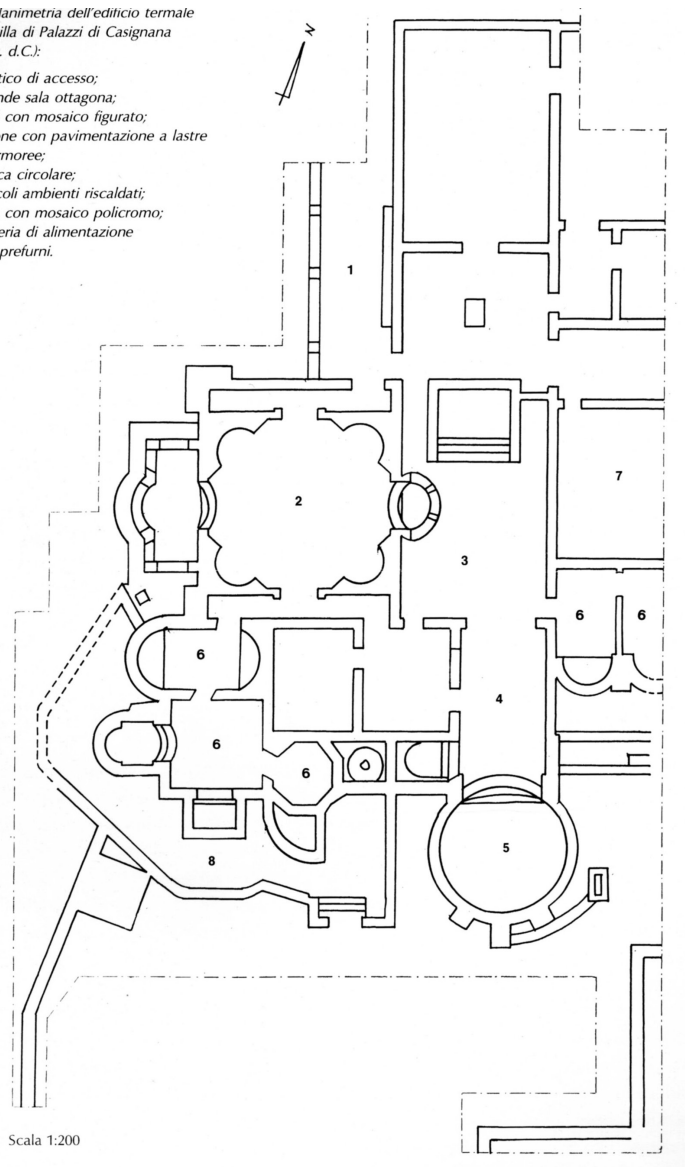 lanimetria dell'edificio termale
illa di Palazzi di Casignana
. d.C.):
tico di accesso;
nde sala ottagona;
con mosaico figurato;
one con pavimentazione a lastre
rmoree;
ca circolare;
coli ambienti riscaldati;
con mosaico policromo;
eria di alimentazione
prefurni.
N
1
2
7
3
6 6
6
4
6
6
5
8
Scala 1:200